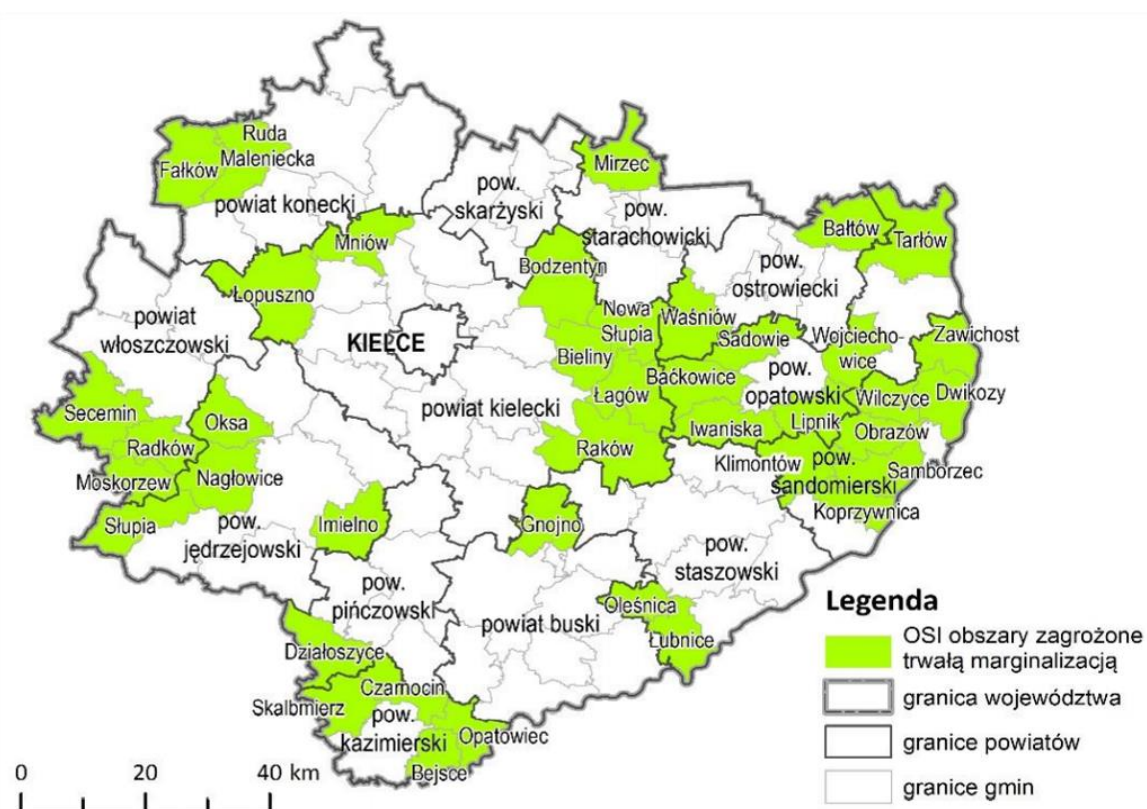 Ruda
Maleniecka
Fałków
powiat konecki
Mirzec
pow.
skarżyski
pow.
starachowicki
Bałtów
Tarłów
Mniów
Bodzentyn
pow.
ostrowiecki
Łopuszno
powiat
włoszczowski
KIELCE
Nowa
Słupia
Waśniów
Sadowie
Wojciecho-
wice
Zawichost
Bieliny
Baćkowice
pow.
opatowski
Łagów
Wilczyce
Dwikozy
Secemin
Oksa
powiat kielecki
Iwaniska
Lipnik
Obrazów
Radków
Raków
Klimontów
pow.
sandomierski
Samborzec
Moskorzew
Nagłowice
Koprzywnica
Słupia
pow.
jędrzejowski
Imielno
Gnojno
pow.
staszowski
pow.
pińczowski
powiat buski
Oleśnica
Łubnice
Działoszyce
Czarnocin
Skalbmierz
pow.
kazimierski
Opatowiec
Bejsce
Legenda
OSI obszary zagrożone
trwałą marginalizacją
granica województwa
granice powiatów
granice gmin
0 20 40 km